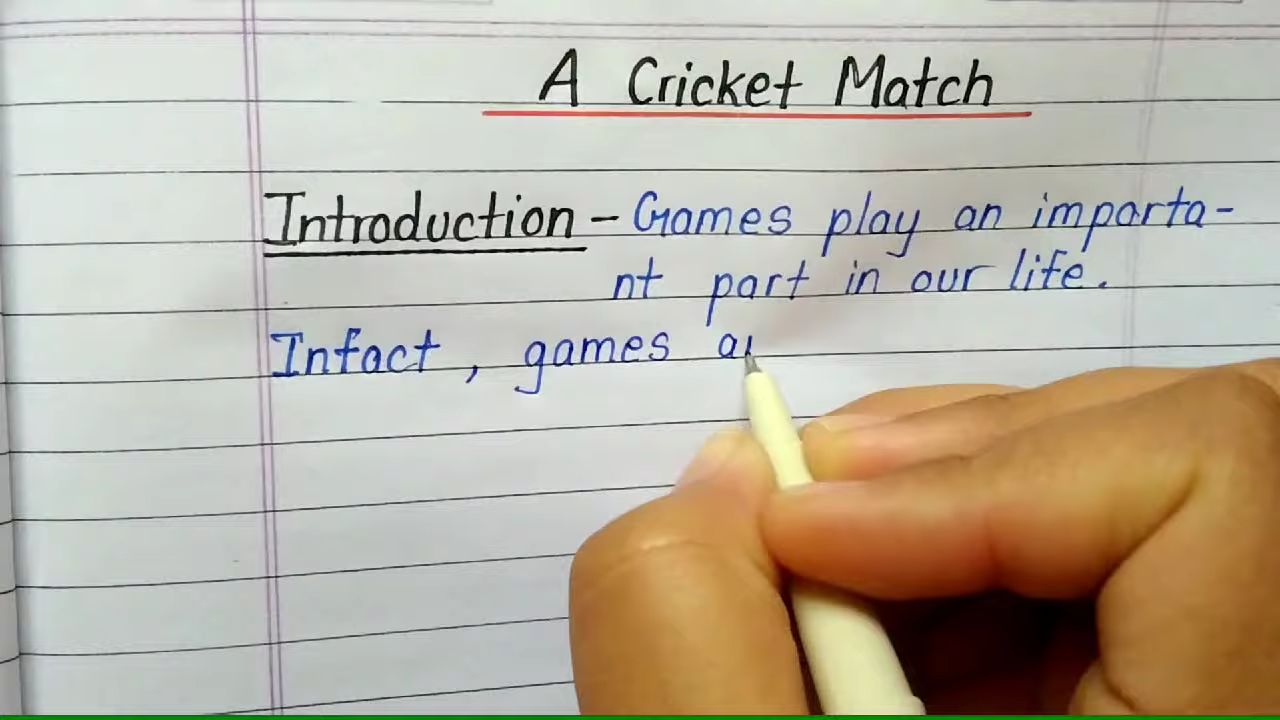 A Cricket Match
Introduction - Games play an importa-
nt part in our life.
Infact, games